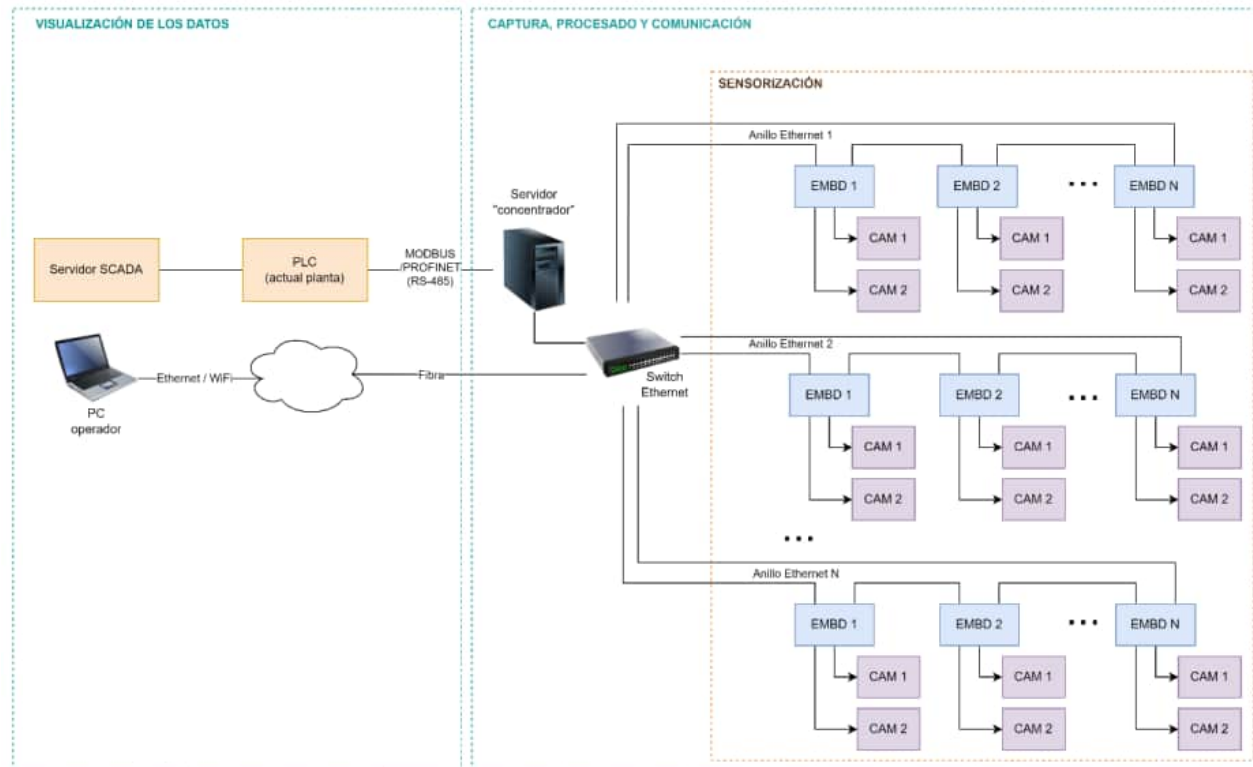 VISUALIZACIÓN DE LOS DATOS
CAPTURA, PROCESADO Y COMUNICACIÓN
SENSORIZACIÓN
Servidor SCADA
PLC
(actual planta)
MODBUS
/PROFINET
(RS-485)
Servidor
"concentrador"
PC
operador
Ethernet / WiFi
Fibra
Switch
Ethernet
Anillo Ethernet 1
EMBD 1
EMBD 2
EMBD N
CAM 1
CAM 1
CAM 1
CAM 2
CAM 2
CAM 2
Anillo Ethernet 2
EMBD 1
EMBD 2
EMBD N
CAM 1
CAM 1
CAM 1
CAM 2
CAM 2
CAM 2
Anillo Ethernet N
EMBD 1
EMBD 2
EMBD N
CAM 1
CAM 1
CAM 1
CAM 2
CAM 2
CAM 2